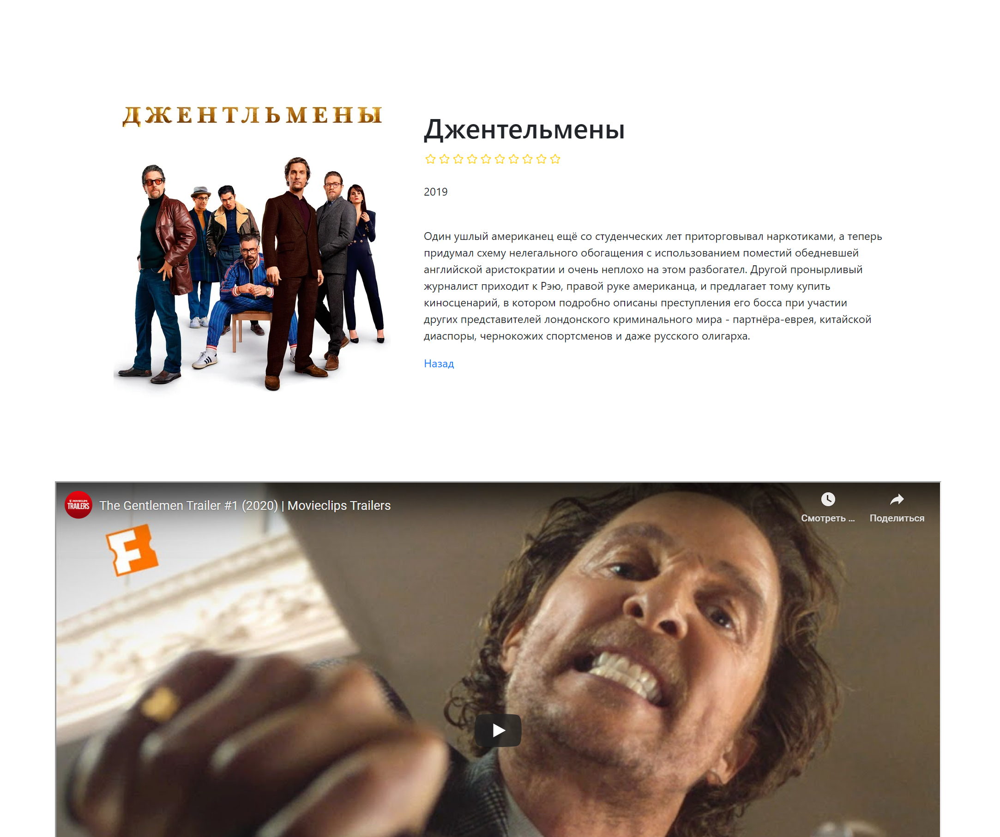 ДЖЕНТЛЬМЕНЫ
Джентельмены
2019
Один ушлый американец ещё со студенческих лет приторговывал наркотиками, а теперь
придумал схему нелегального обогащения с использованием поместий обедневшей
английской аристократии и очень неплохо на этом разбогател. Другой пронырливый
журналист приходит к Рэю, правой руке американца, и предлагает тому купить
киносценарий, в котором подробно описаны преступления его босса при участии
других представителей лондонского криминального мира - партнёра-еврея, китайской
диаспоры, чернокожих спортсменов и даже русского олигарха.
Назад
MOVIECLIPS
TRAILERS
The Gentlemen Trailer #1 (2020) | Movieclips Trailers
Смотреть ...
Поделиться
F